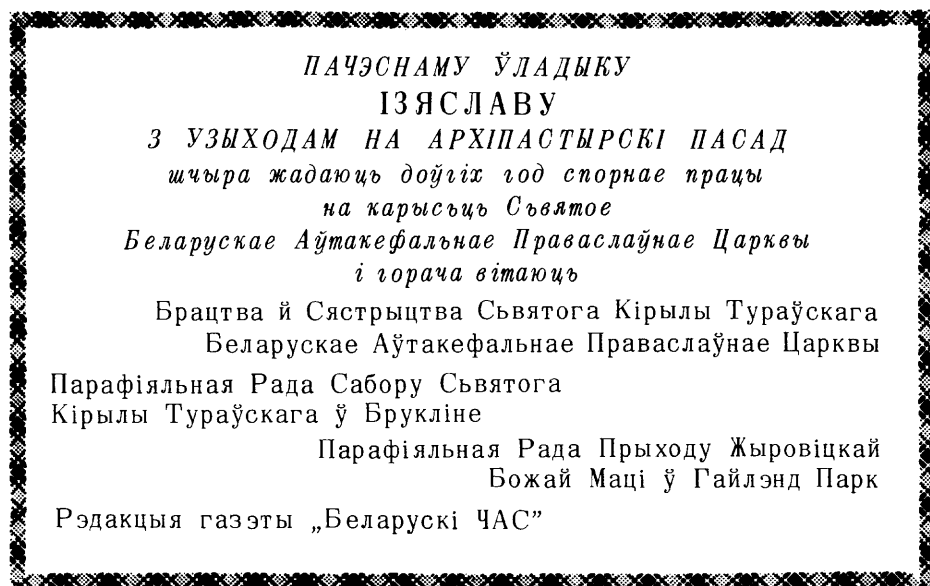 ПАЧЭСНАМУ ЎЛАДЫКУ
ІЗЯСЛАВУ
З УЗЫХОДАМ НА АРХІПАСТЫРСКІ ПАСАД
шчыра жадаюць доўгіх год спорнае працы
на карысьць Сьвятое
Беларускае Аўтакефальнае Праваслаўнае Царквы
і горача вітаюць
Брацтва й Сястрыцтва Сьвятога Кірылы Тураўскага
Беларускае Аўтакефальнае Праваслаўнае Царквы
Парафіяльная Рада Сабору Сьвятога
Кірылы Тураўскага ў Брукліне
Парафіяльная Рада Прыходу Жыровіцкай
Божай Маці ў Гайлэнд Парк
Рэдакцыя газэты „Беларускі ЧАС”